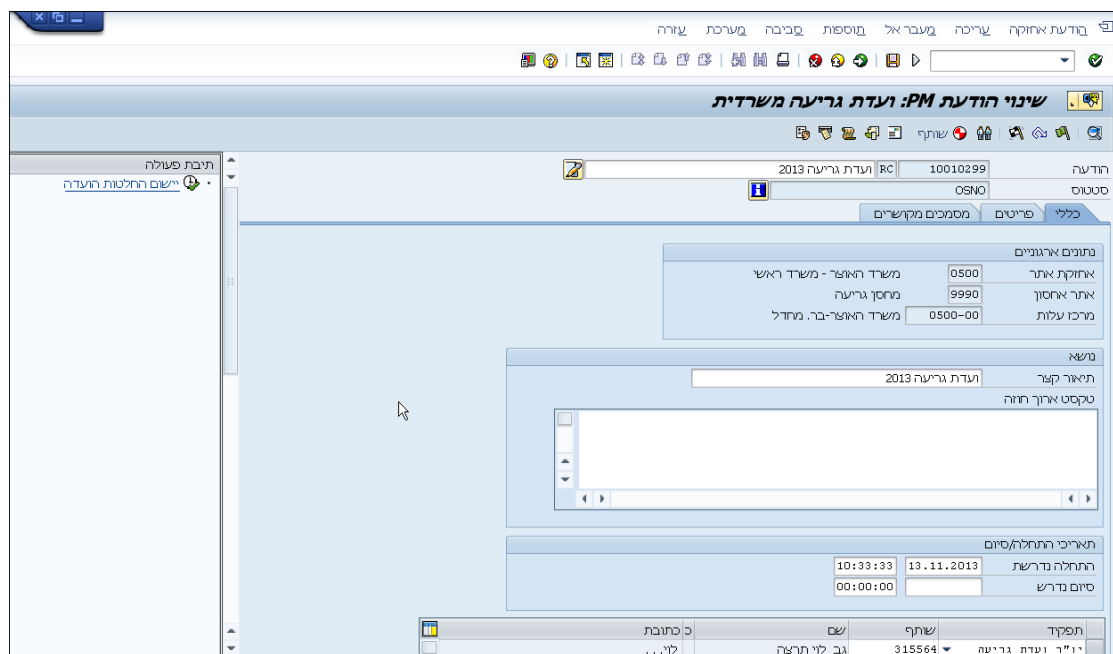 הודעת אחזקה עריכה מעבר אל תוספות סביבה מערכת עזרה
שינוי הודעת PM: ועדת גריעה משרדית
שותף
הודעה 10010299 RC ועדת גריעה 2013
סטטוס OSNO
כללי פריטים מסמכים מקושרים
נתונים ארגוניים
אחזקת אתר 0500 משרד האוצר - משרד ראשי
אתר אחסון 9990 מחסן גריעה
מרכז עלות 0500-00 משרד האוצר-בר. מחדל
נושא
תיאור קצר ועדת גריעה 2013
טקסט ארוך חוזה
תאריכי התחלה/סיום
התחלה נדרשת 13.11.2013 10:33:33
סיום נדרש 00:00:00
תפקיד שותף שם כ כתובת
יו"ר ועדת גריעה 315564 גב לוי תרצה לוי...
תיבת פעולה
יישום החלטות הועדה